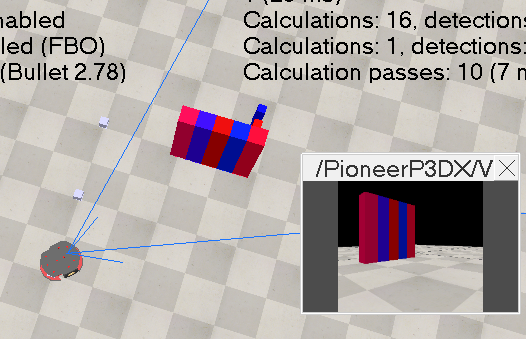 nabled
Calculations: 16, detections
led (FBO)
Calculations: 1, detections:
(Bullet 2.78)
Calculation passes: 10 (7 m
/PioneerP3DX/V